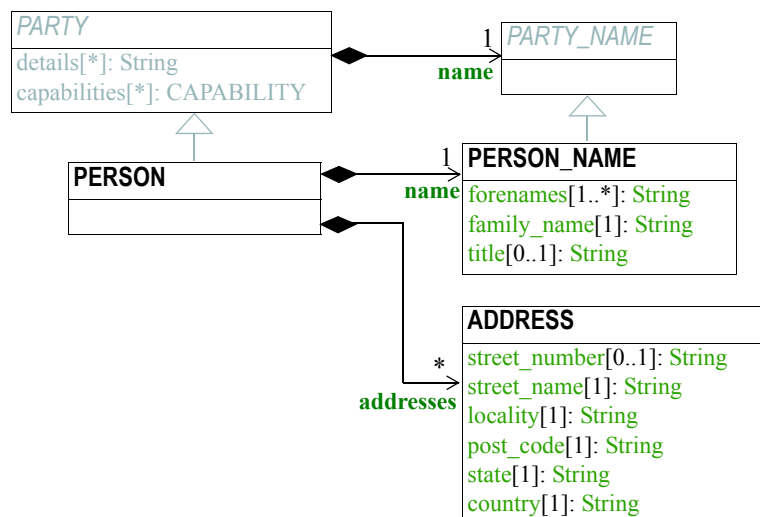 PARTY
details[*]: String
capabilities[*]: CAPABILITY
1
name
PARTY_NAME
PERSON
1
name
PERSON_NAME
forenames[1..*]: String
family_name[1]: String
title[0..1]: String
*
addresses
ADDRESS
street_number[0..1]: String
street_name[1]: String
locality[1]: String
post_code[1]: String
state[1]: String
country[1]: String